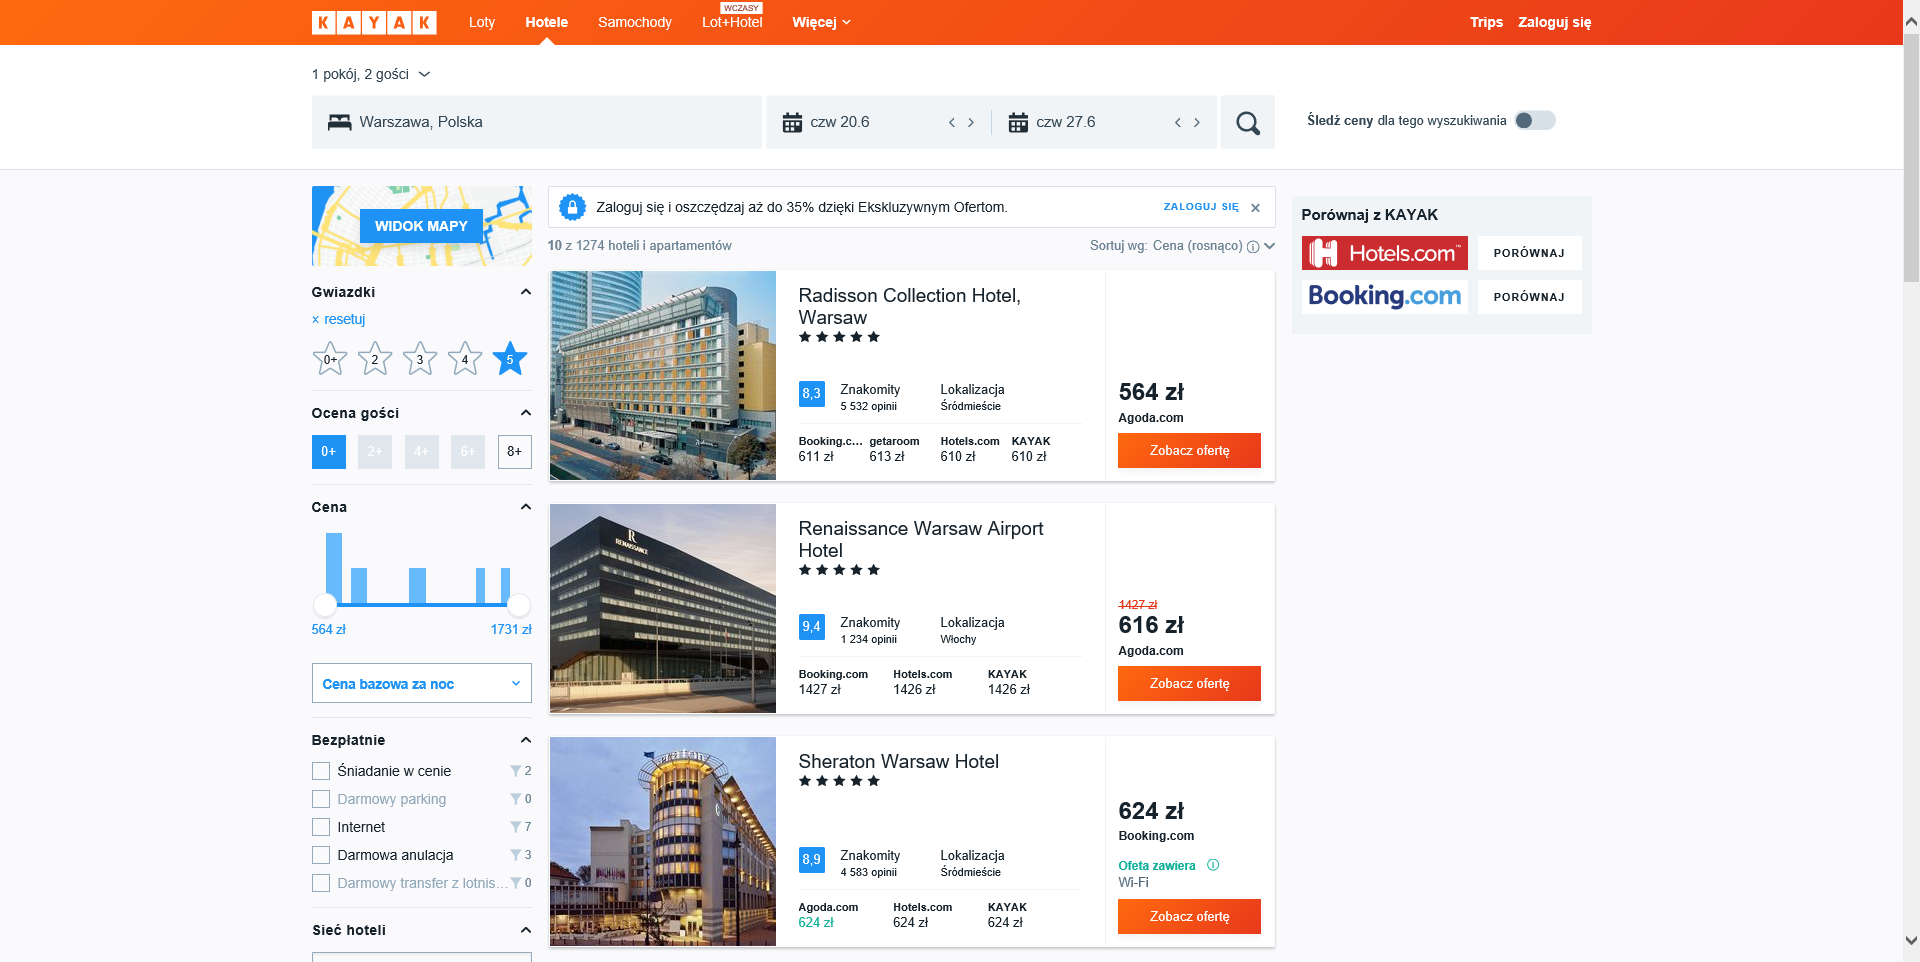 KAYAK
Loty
Hotele
Samochody
WCZASY
Lot+Hotel
Więcej
Trips
Zaloguj się
1 pokój, 2 gości
Warszawa, Polska
czw 20.6
czw 27.6
Śledź ceny dla tego wyszukiwania
WIDOK MAPY
Gwiazdki
× resetuj
0+ 2 3 4 5
Ocena gości
0+ 2+ 4+ 6+ 8+
Cena
564 zł 1731 zł
Cena bazowa za noc
Bezpłatnie
Śniadanie w cenie 2
Darmowy parking 0
Internet 7
Darmowa anulacja 3
Darmowy transfer z lotnis... 0
Sieć hoteli
Zaloguj się i oszczędzaj aż do 35% dzięki Ekskluzywnym Ofertom.
ZALOGUJ SIĘ ×
10 z 1274 hoteli i apartamentów
Sortuj wg: Cena (rosnąco)
Radisson Collection Hotel,
Warsaw
8,3
Znakomity
5 532 opinii
Lokalizacja
Śródmieście
Booking.c... getaroom Hotels.com KAYAK
611 zł 613 zł 610 zł 610 zł
564 zł
Agoda.com
Zobacz ofertę
R
RENAISSANCE
Renaissance Warsaw Airport
Hotel
9,4
Znakomity
1 234 opinii
Lokalizacja
Włochy
Booking.com Hotels.com KAYAK
1427 zł 1426 zł 1426 zł
1427 zł
616 zł
Agoda.com
Zobacz ofertę
Sheraton Warsaw Hotel
8,9
Znakomity
4 583 opinii
Lokalizacja
Śródmieście
Agoda.com Hotels.com KAYAK
624 zł 624 zł 624 zł
624 zł
Booking.com
Ofeta zawiera
Wi-Fi
Zobacz ofertę
Porównaj z KAYAK
Hotels.com™
PORÓWNAJ
Booking.com
PORÓWNAJ